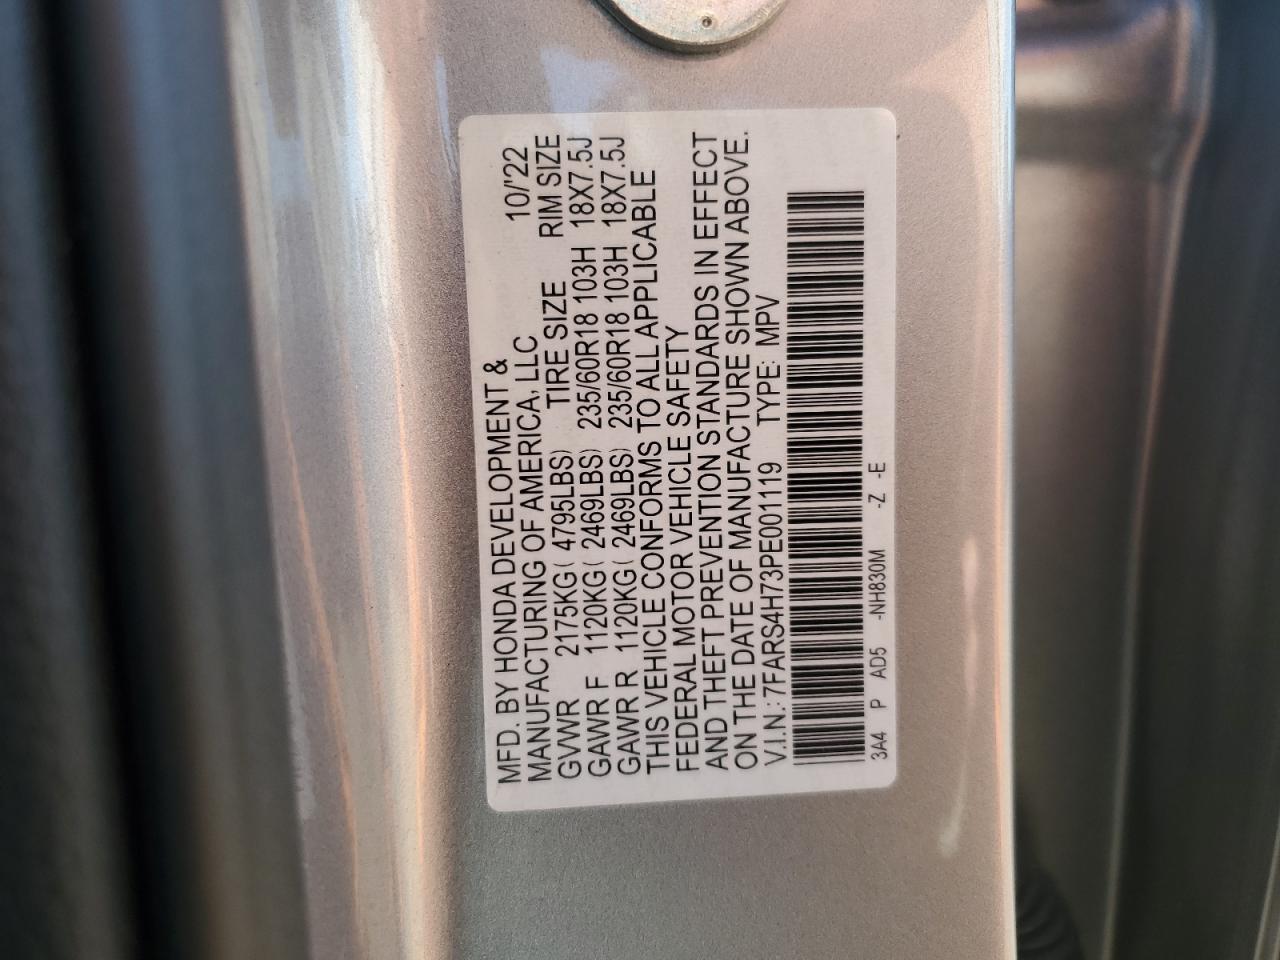 MFD. BY HONDA DEVELOPMENT &
MANUFACTURING OF AMERICA, LLC 10/'22
GVWR 2175KG( 4795LBS) TIRE SIZE RIM SIZE
GAWR F 1120KG( 2469LBS) 235/60R18 103H 18X7.5J
GAWR R 1120KG( 2469LBS) 235/60R18 103H 18X7.5J
THIS VEHICLE CONFORMS TO ALL APPLICABLE
FEDERAL MOTOR VEHICLE SAFETY
AND THEFT PREVENTION STANDARDS IN EFFECT
ON THE DATE OF MANUFACTURE SHOWN ABOVE.
V.I.N.: 7FARS4H73PE001119 TYPE: MPV
3A4 P AD5 -NH830M -Z -E